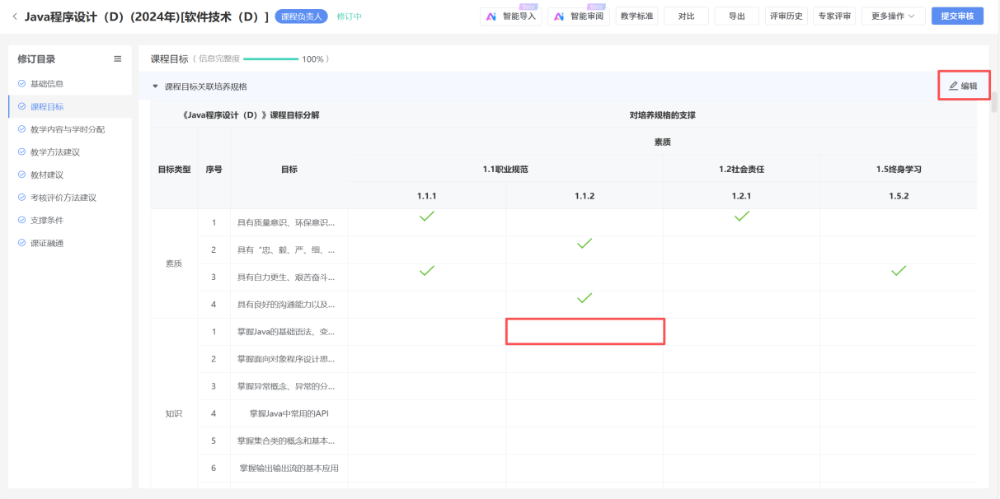 Java程序设计（D）(2024年)[软件技术（D）] 课程负责人 修订中 Ai 智能导入 Beta Ai 智能审阅 Beta 教学标准 对比 导出 评审历史 专家评审 更多操作 提交审核
修订目录
基础信息
课程目标
教学内容与学时分配
教学方法建议
教材建议
考核评价方法建议
支撑条件
课证融通
课程目标（ 信息完整度 100% ）
课程目标关联培养规格 编辑
《Java程序设计（D）》课程目标分解 对培养规格的支撑
素质
目标类型 序号 目标 1.1职业规范 1.2社会责任 1.5终身学习
1.1.1 1.1.2 1.2.1 1.5.2
素质
1 具有质量意识、环保意识...
2 具有“忠、毅、严、细、...
3 具有自力更生、艰苦奋斗...
4 具有良好的沟通能力以及...
知识
1 掌握Java的基础语法、变...
2 掌握面向对象程序设计思...
3 掌握异常概念、异常的分...
4 掌握Java中常用的API
5 掌握集合类的概念和基本...
6 掌握输出输出流的基本应用